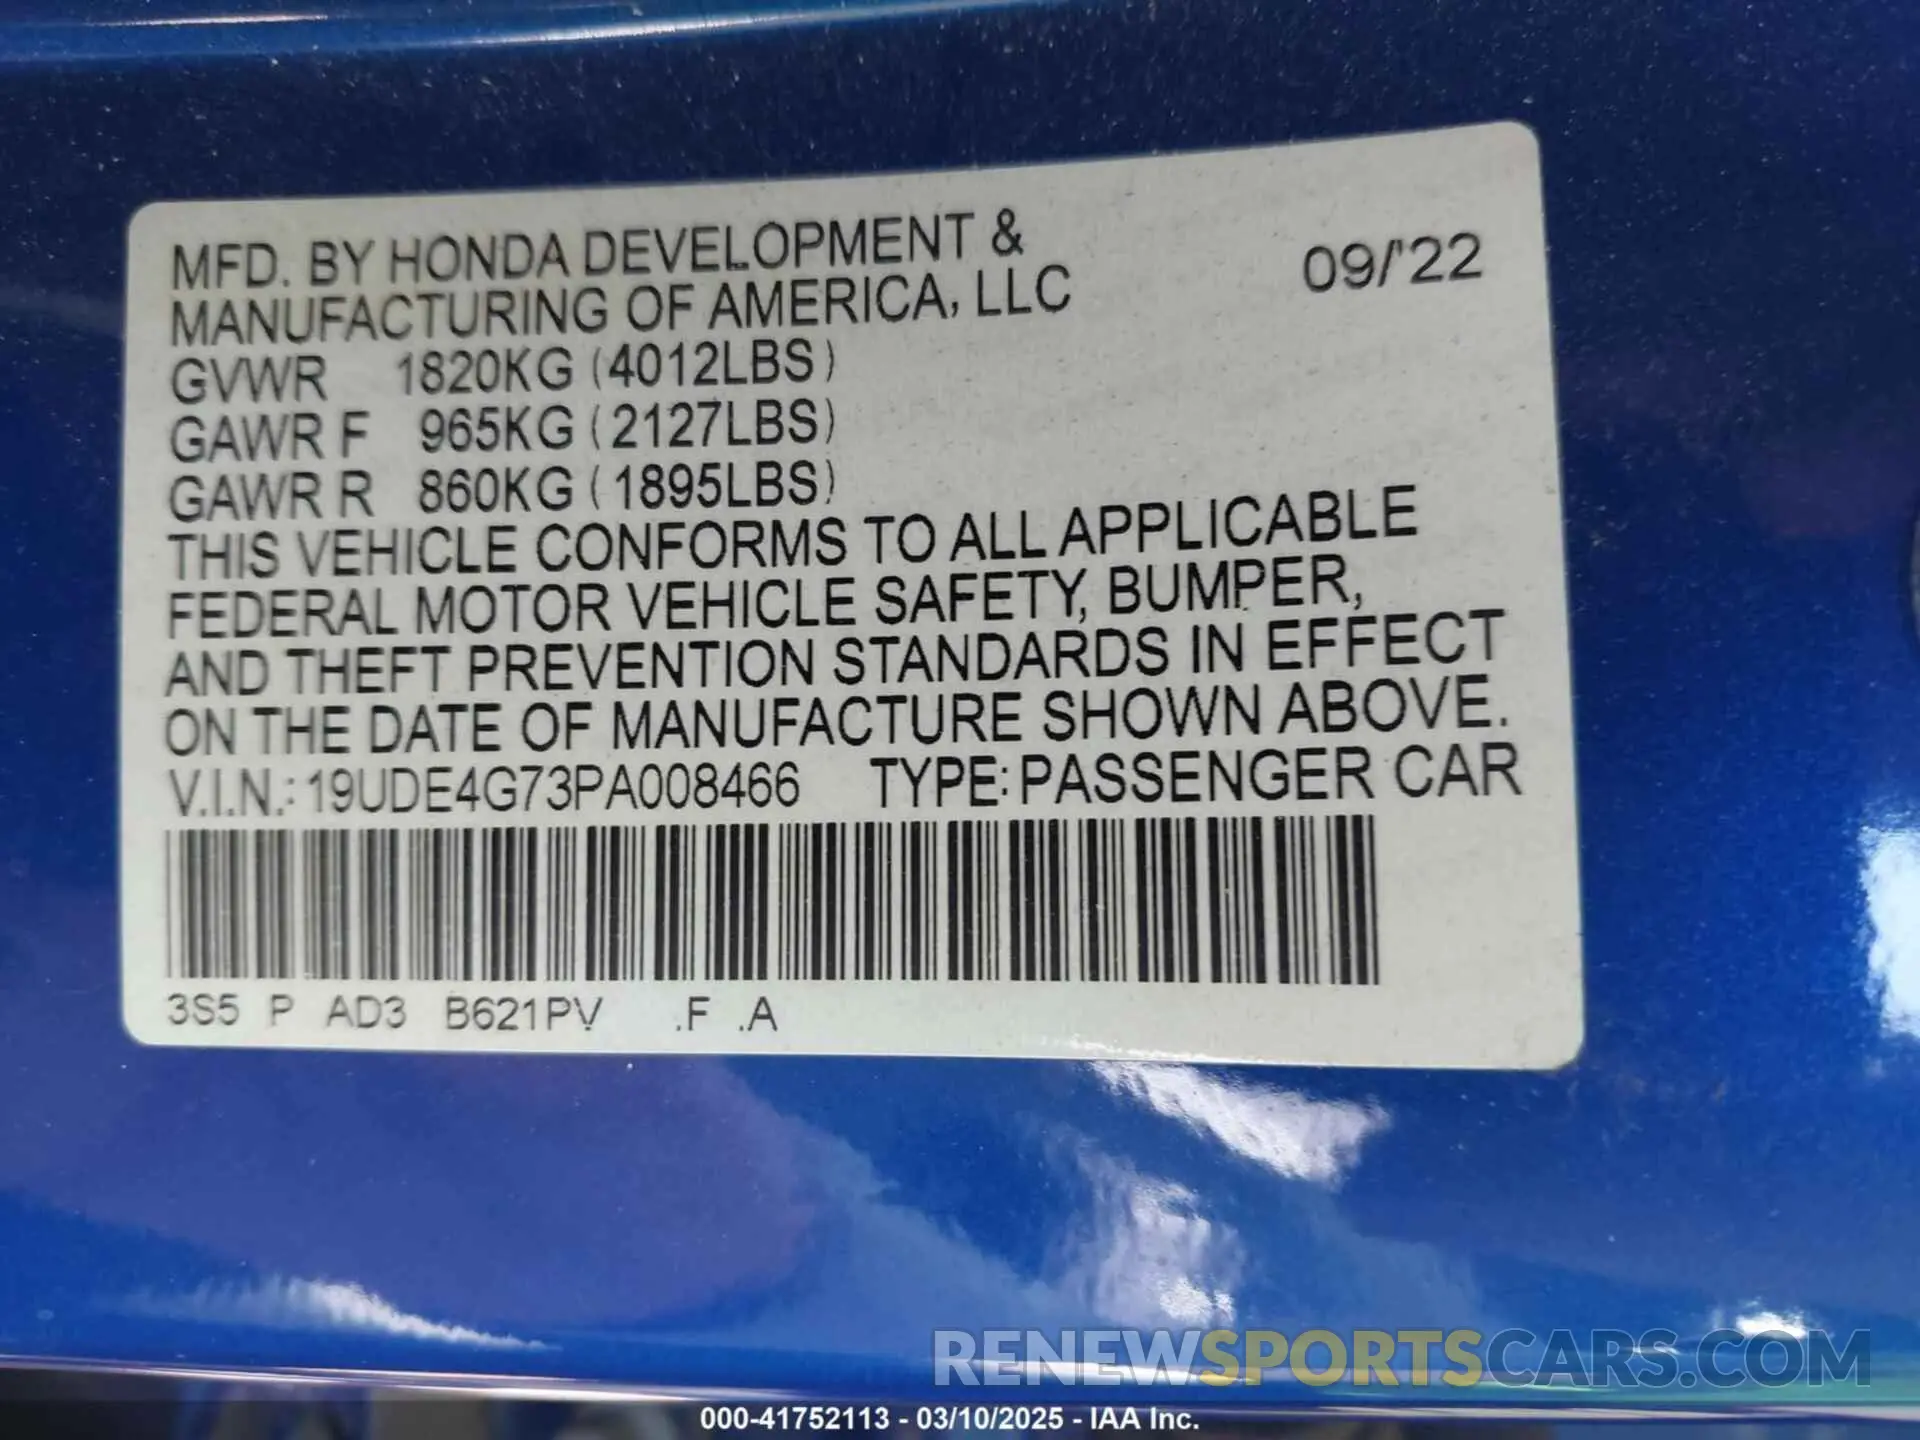 MFD. BY HONDA DEVELOPMENT &
MANUFACTURING OF AMERICA, LLC
09/'22
GVWR 1820KG (4012LBS)
GAWR F 965KG (2127LBS)
GAWR R 860KG (1895LBS)
THIS VEHICLE CONFORMS TO ALL APPLICABLE
FEDERAL MOTOR VEHICLE SAFETY, BUMPER,
AND THEFT PREVENTION STANDARDS IN EFFECT
ON THE DATE OF MANUFACTURE SHOWN ABOVE.
V.I.N.: 19UDE4G73PA008466 TYPE: PASSENGER CAR
3S5 P AD3 B621PV .F .A
RENEWSPORTSCARS.COM
000-41752113 - 03/10/2025 - IAA Inc.